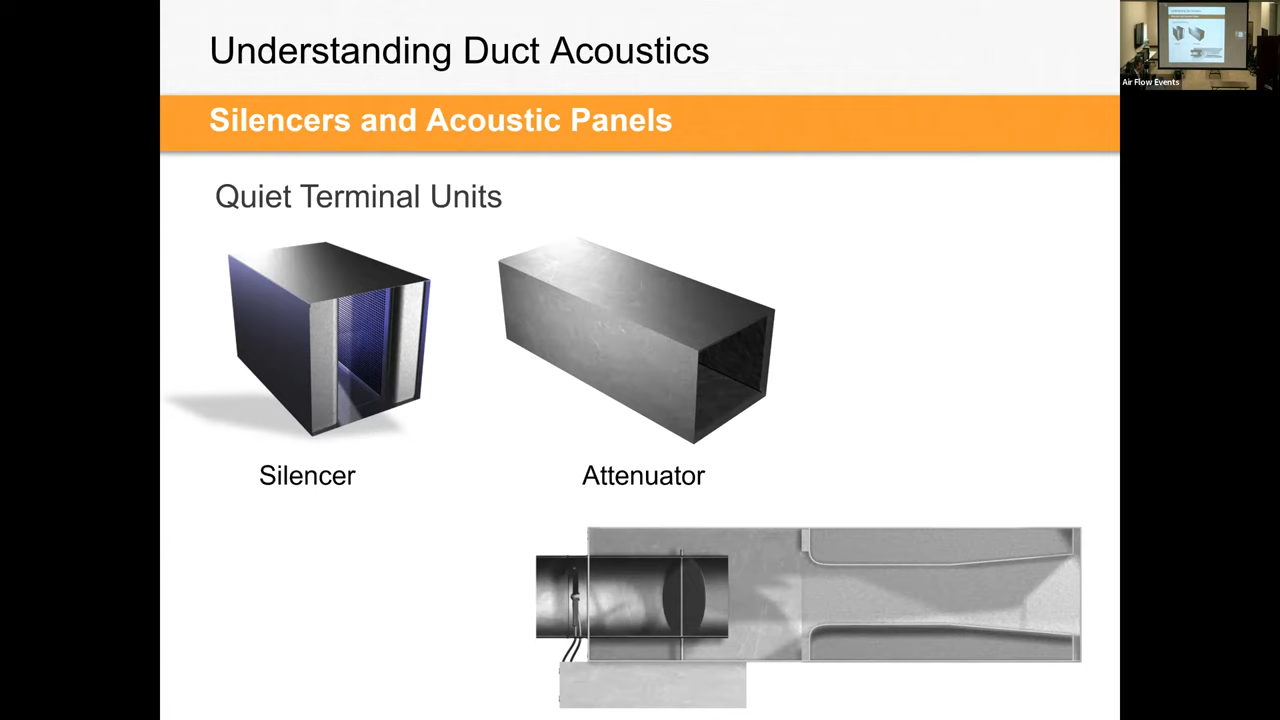 Understanding Duct Acoustics
Silencers and Acoustic Panels
Quiet Terminal Units
Silencer
Attenuator
Air Flow Events